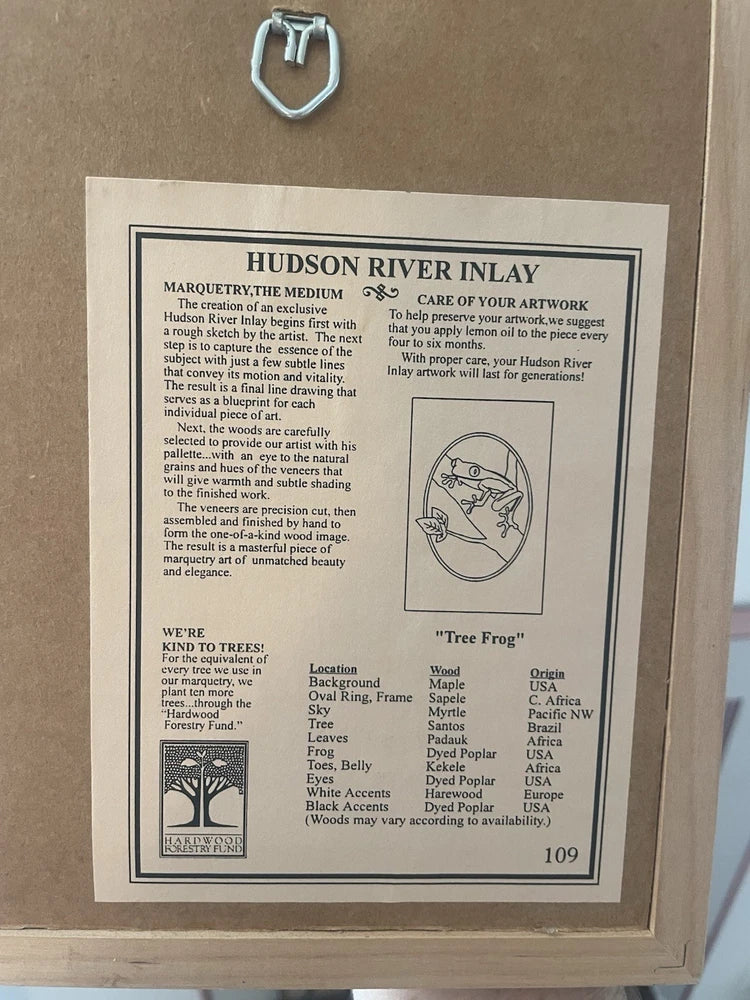 HUDSON RIVER INLAY
MARQUETRY,THE MEDIUM
The creation of an exclusive
Hudson River Inlay begins first with
a rough sketch by the artist. The next
step is to capture the essence of the
subject with just a few subtle lines
that convey its motion and vitality.
The result is a final line drawing that
serves as a blueprint for each
individual piece of art.
Next, the woods are carefully
selected to provide our artist with his
pallette...with an eye to the natural
grains and hues of the veneers that
will give warmth and subtle shading
to the finished work.
The veneers are precision cut, then
assembled and finished by hand to
form the one-of-a-kind wood image.
The result is a masterful piece of
marquetry art of unmatched beauty
and elegance.
CARE OF YOUR ARTWORK
To help preserve your artwork,we suggest
that you apply lemon oil to the piece every
four to six months.
With proper care, your Hudson River
Inlay artwork will last for generations!
"Tree Frog"
WE'RE
KIND TO TREES!
For the equivalent of
every tree we use in
our marquetry, we
plant ten more
trees...through the
"Hardwood
Forestry Fund."
HARDWOOD
FORESTRY FUND
Location Wood Origin
Background Maple USA
Oval Ring, Frame Sapele C. Africa
Sky Myrtle Pacific NW
Tree Santos Brazil
Leaves Padauk Africa
Frog Dyed Poplar USA
Toes, Belly Kekele Africa
Eyes Dyed Poplar USA
White Accents Harewood Europe
Black Accents Dyed Poplar USA
(Woods may vary according to availability.)
109